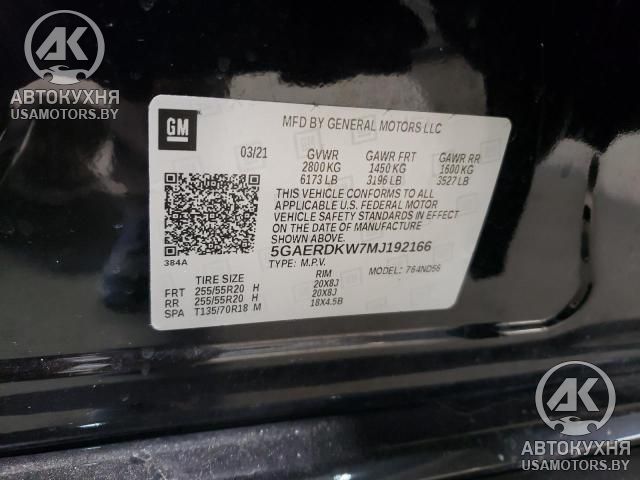 AK
АВТОКУХНЯ
USAMOTORS.BY
GM
MFD BY GENERAL MOTORS LLC
03/21 GVWR GAWR FRT GAWR RR
2800 KG 1450 KG 1600 KG
6173 LB 3196 LB 3527 LB
THIS VEHICLE CONFORMS TO ALL
APPLICABLE U.S. FEDERAL MOTOR
VEHICLE SAFETY STANDARDS IN
EFFECT ON THE DATE OF MANUFACTURE
SHOWN ABOVE.
5GAERDKW7MJ192166
384A TYPE: M.P.V. MODEL: 784ND56
TIRE SIZE RIM
FRT 255/55R20 H 20X8J
RR 255/55R20 H 20X8J
SPA T135/70R18 M 18X4.5B
AK
АВТОКУХНЯ
USAMOTORS.BY